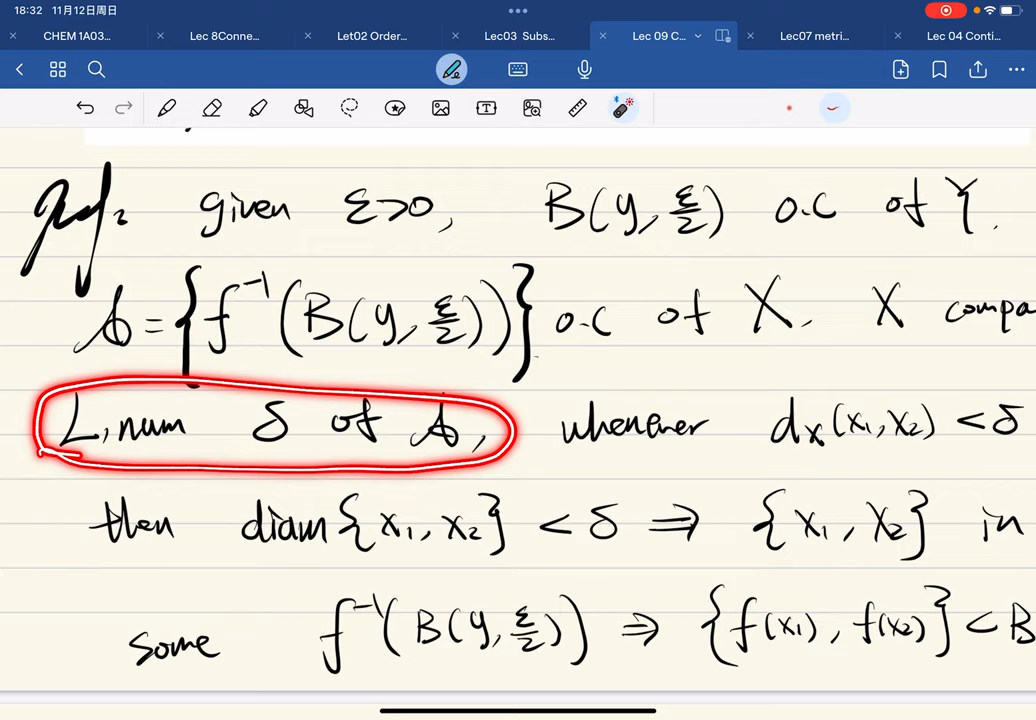 18:32 11月12日周日
CHEM 1A03... Lec 8Conne... Let02 Order... Lec03 Subs... Lec 09 C... Lec07 metri... Lec 04 Conti...
given ε>0, B(y, ε/2) o.c of Y.
A = {f⁻¹(B(y, ε/2))} o.c of X, X compa
L, num δ of A, whenever dx(x₁,x₂) < δ
then diam{x₁, x₂} < δ ⇒ {x₁, x₂} in
some f⁻¹(B(y, ε/2)) ⇒ {f(x₁), f(x₂)} ⊂ B